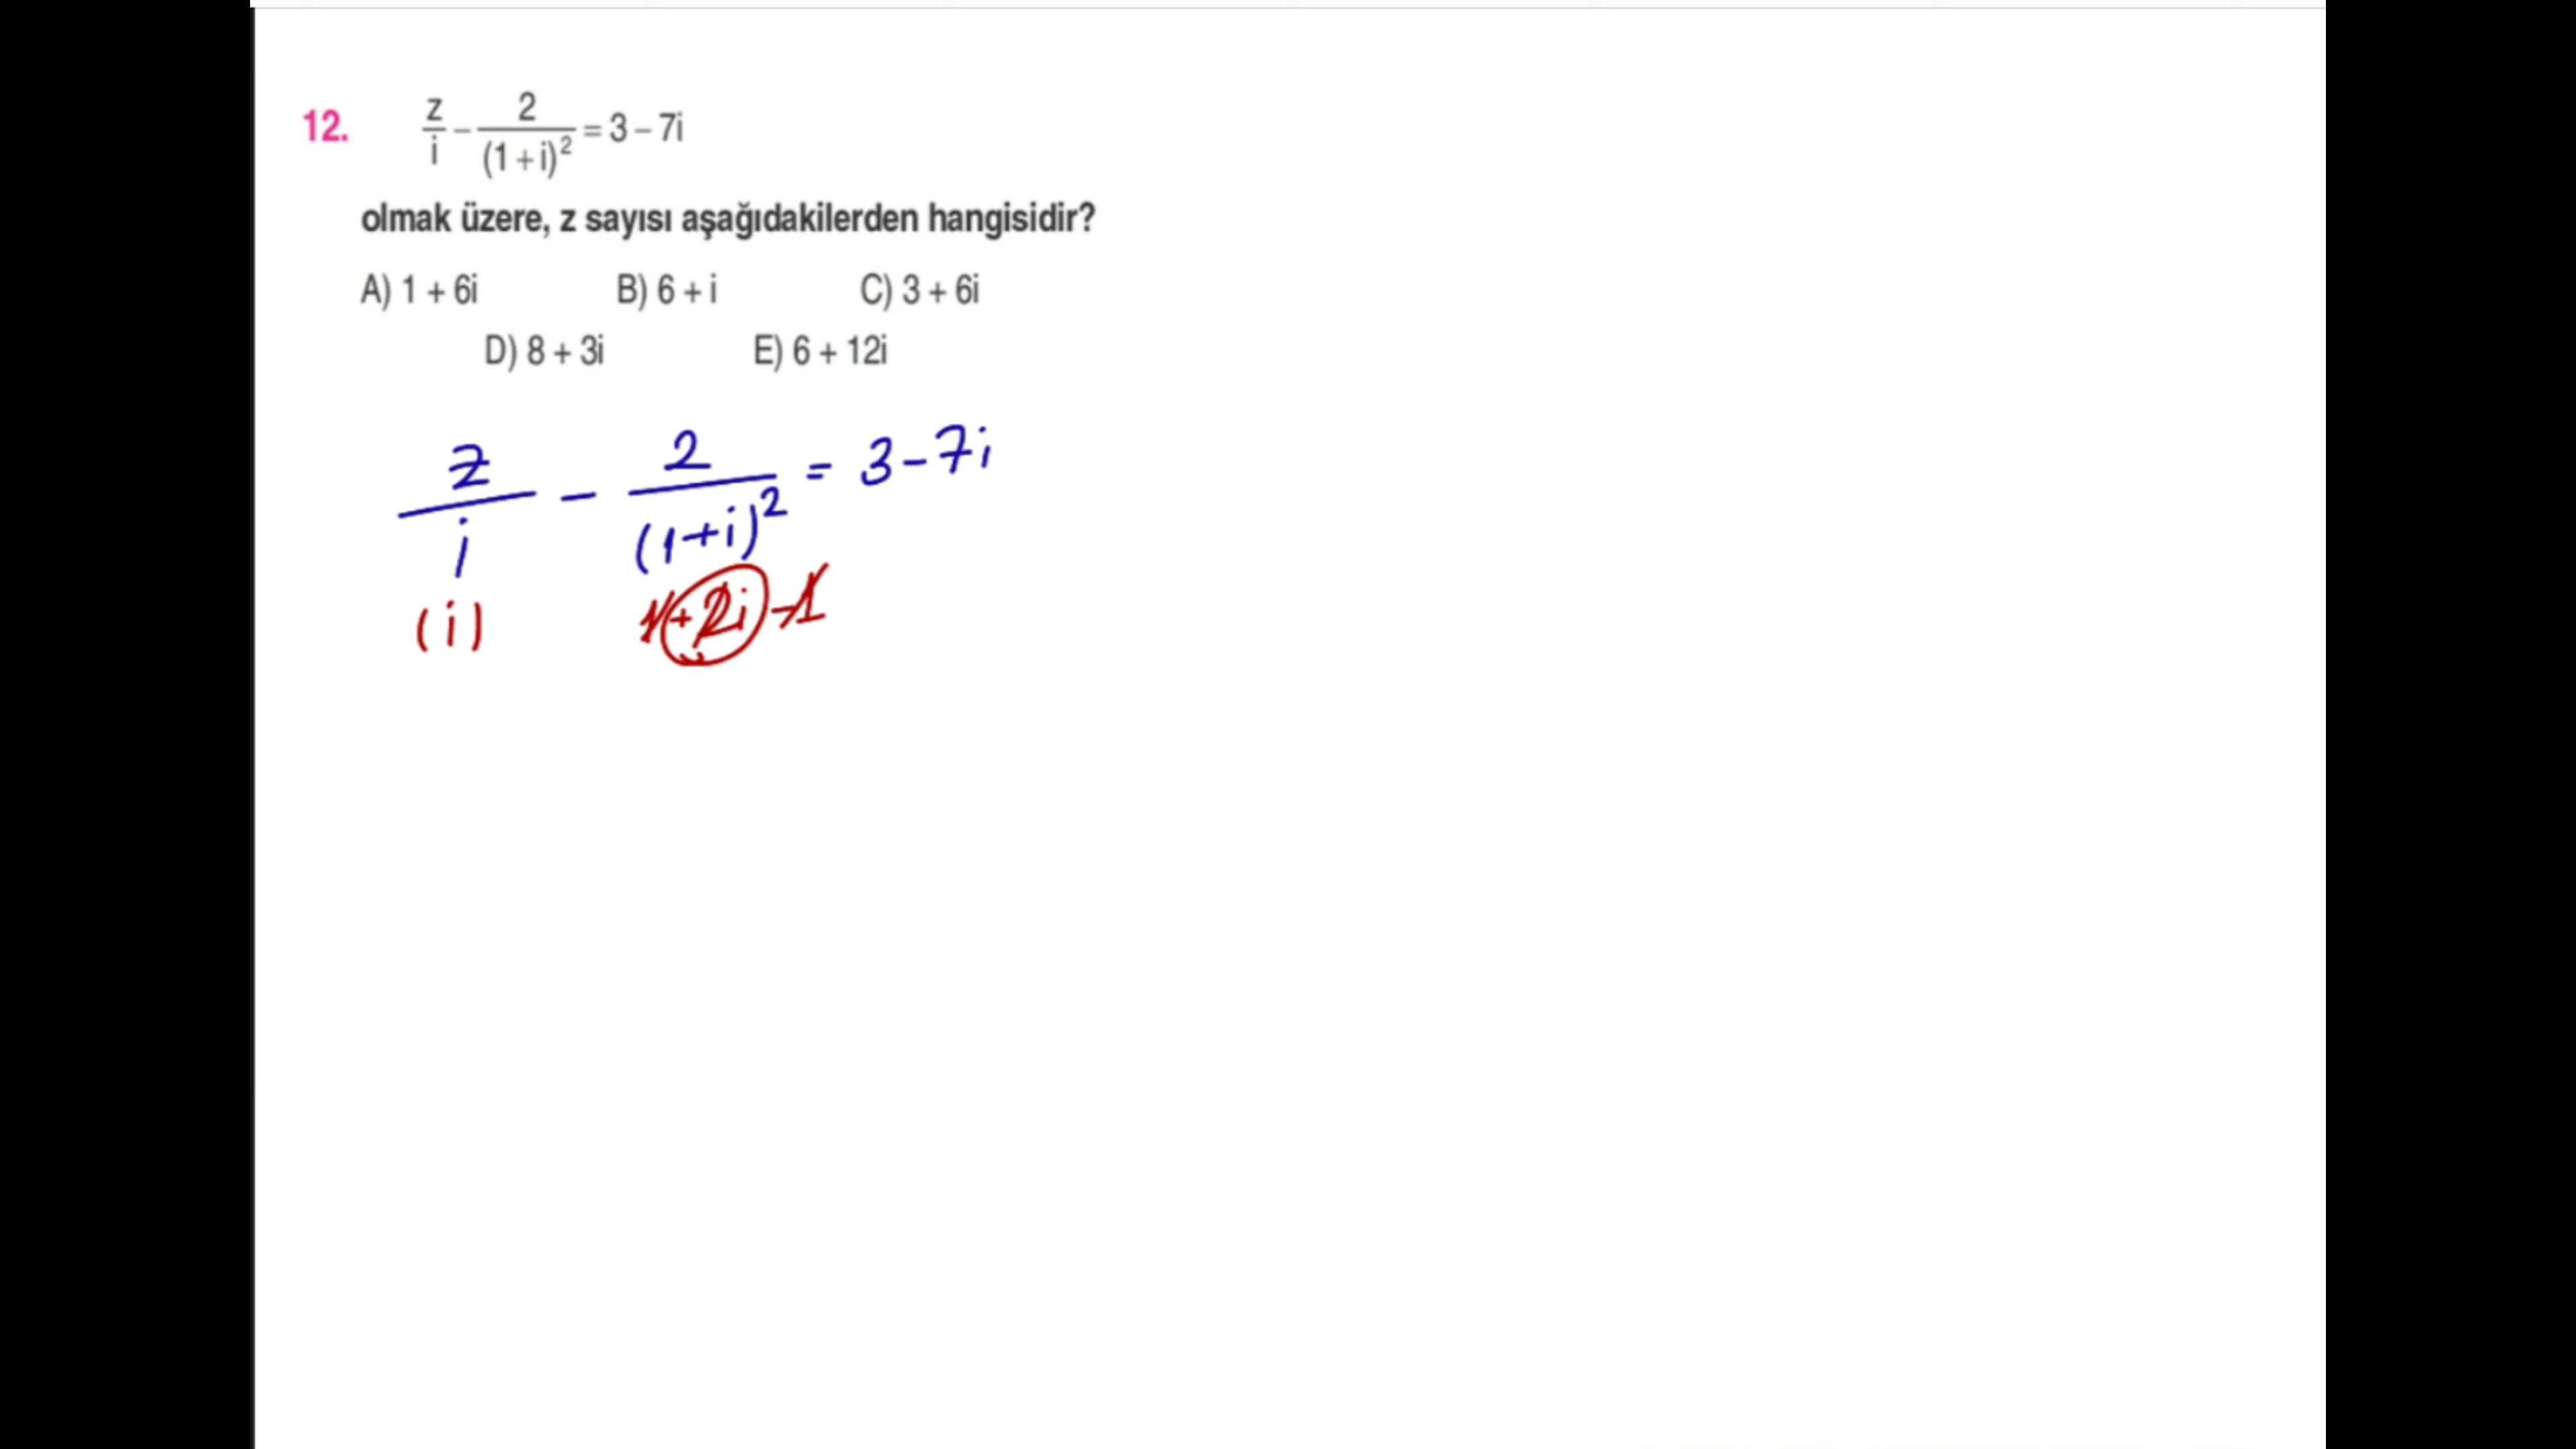 12. z/i − 2/(1 + i)² = 3 − 7i
olmak üzere, z sayısı aşağıdakilerden hangisidir?
A) 1 + 6i B) 6 + i C) 3 + 6i
D) 8 + 3i E) 6 + 12i
z/i − 2/(1+i)² = 3 − 7i
(i) 1 + 2i − 1